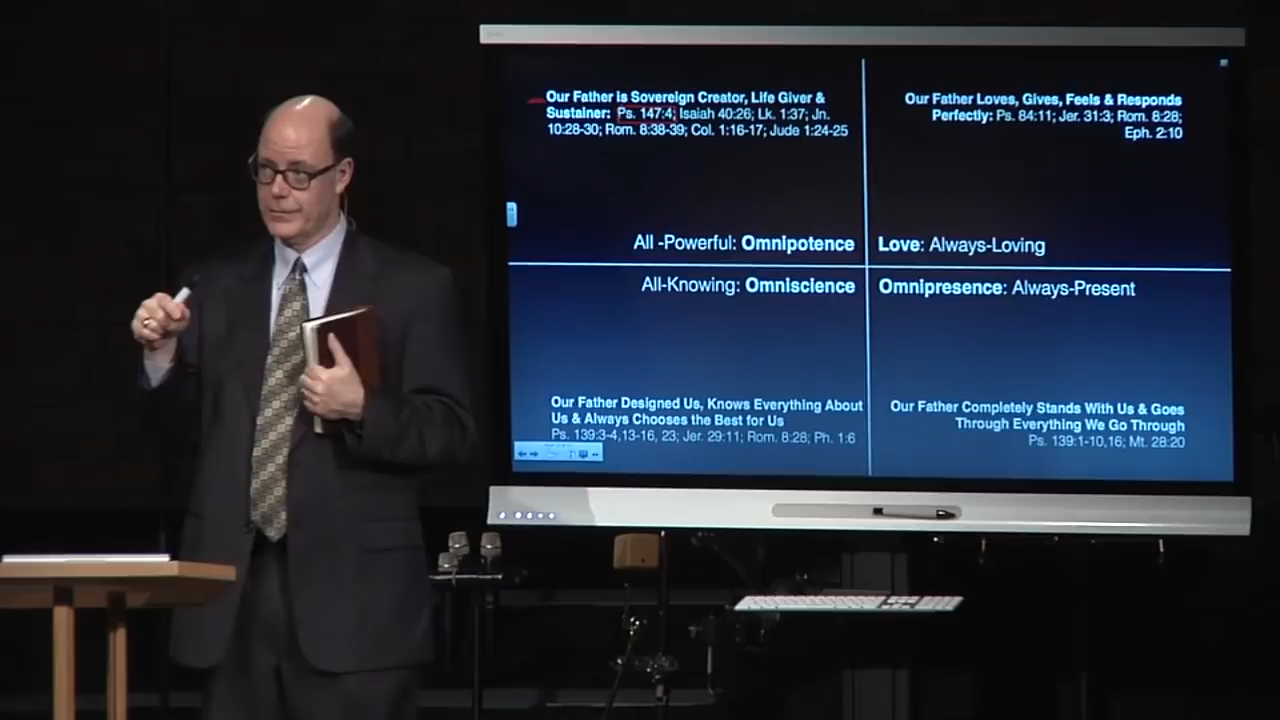 Our Father is Sovereign Creator, Life Giver &
Sustainer: Ps. 147:4; Isaiah 40:26; Lk. 1:37; Jn.
10:28-30; Rom. 8:38-39; Col. 1:16-17; Jude 1:24-25
All -Powerful: Omnipotence
Our Father Loves, Gives, Feels & Responds
Perfectly: Ps. 84:11; Jer. 31:3; Rom. 8:28;
Eph. 2:10
Love: Always-Loving
All-Knowing: Omniscience
Our Father Designed Us, Knows Everything About
Us & Always Chooses the Best for Us
Ps. 139:3-4,13-16, 23; Jer. 29:11; Rom. 8:28; Ph. 1:6
Omnipresence: Always-Present
Our Father Completely Stands With Us & Goes
Through Everything We Go Through
Ps. 139:1-10,16; Mt. 28:20